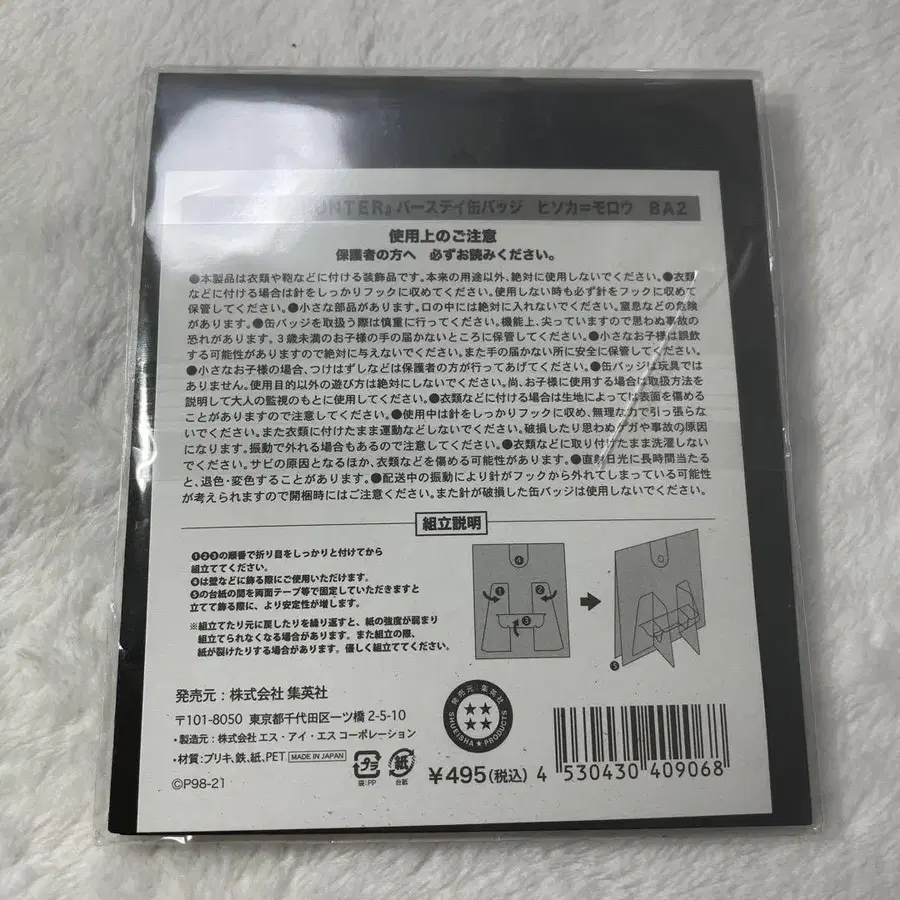 UNTER』バースデイ缶バッジ ヒソカ=モロウ BA2
使用上のご注意
保護者の方へ 必ずお読みください。
●本製品は衣類や鞄などに付ける装飾品です。本来の用途以外、絶対に使用しないでください。●衣類
などに付ける場合は針をしっかりフックに収めてください。使用しない時も必ず針をフックに収めて
保管してください。●小さな部品があります。口の中には絶対に入れないでください。窒息などの危険
があります。●缶バッジを取扱う際は慎重に行ってください。機能上、尖っていますので思わぬ事故の
恐れがあります。3歳未満のお子様の手の届かないところに保管してください。●小さなお子様は誤飲
する可能性がありますので絶対に与えないでください。また手の届かない所に安全に保管してください。
●小さなお子様の場合、つけはずしなどは保護者の方が行ってあげてください。●缶バッジは玩具では
ありません。使用目的以外の遊び方は絶対にしないでください。尚、お子様に使用する場合は取扱方法を
説明して大人の監視のもとに使用してください。●衣類などに付ける場合は生地によっては表面を傷める
ことがありますので注意してください。●使用中は針をしっかりフックに収め、無理な力で引っ張らな
いでください。また衣類に付けたまま運動などしないでください。破損したり思わぬケガや事故の原因
になります。振動で外れる場合もあるので注意してください。●衣類などに取り付けたまま洗濯しない
でください。サビの原因となるほか、衣類などを傷める可能性があります。●直射日光に長時間当たる
と、退色・変色することがあります。●配送中の振動により針がフックから外れてしまっている可能性
が考えられますので開梱時にはご注意ください。また針が破損した缶バッジは使用しないでください。
組立説明
❶❷❸の順番で折り目をしっかりと付けてから
組立ててください。
❹は壁などに飾る際にご使用いただけます。
❺の台紙の間を両面テープ等で固定していただきますと
立てて飾る際に、より安定性が増します。
※組立てたり元に戻したりを繰り返すと、紙の強度が弱まり
組立てられなくなる場合があります。また組立の際、
紙が裂けたりする場合があります。優しく組立ててください。
❹
❶ ❷
❸
❺
発売元:株式会社 集英社
〒101-8050 東京都千代田区一ツ橋 2-5-10
・製造元:株式会社 エス・アイ・エス コーポレーション
・材質:ブリキ、鉄、紙、PET MADE IN JAPAN
©P98-21
プラ
袋:PP
紙
台紙
発売元:集英社
SHUEISHA★PRODUCTS
¥495(税込)
4 530430 409068